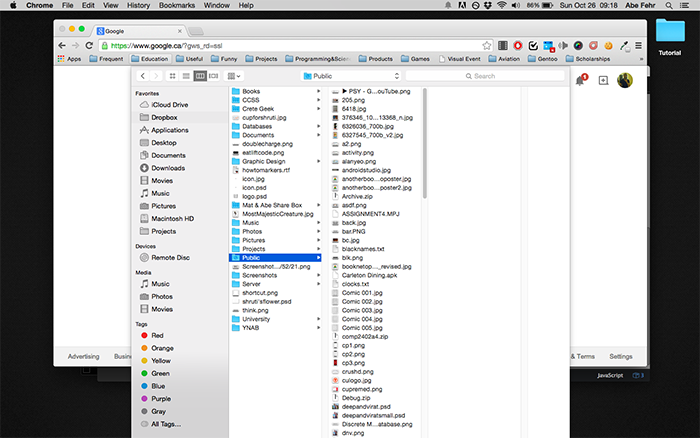 Chrome File Edit View History Bookmarks Window Help 86% Sun Oct 26 09:18 Abe Fehr
Google
https://www.google.ca/?gws_rd=ssl
Apps Frequent Education Useful Funny Projects Programming&Scien Products Games Visual Event Aviation Gentoo Scholarships
Tutorial
Public
Search
Favorites
iCloud Drive
Dropbox
Applications
Desktop
Documents
Downloads
Movies
Music
Pictures
Macintosh HD
Projects
Devices
Remote Disc
Media
Music
Photos
Movies
Tags
Red
Orange
Yellow
Green
Blue
Purple
Gray
All Tags...
Books
CCSS
Crete Geek
cupforshruti.jpg
Databases
Documents
doublecharge.png
eatliftcode.png
Graphic Design
howtomarkers.rtf
icon.jpg
icon.psd
logo.psd
Mat & Abe Share Box
MostMajesticCreature.jpg
Music
Photos
Pictures
Projects
Public
Screenshot.../52/21.png
Screenshots
Server
shortcut.png
shruti'sflower.psd
think.png
University
YNAB
▶ PSY - G...ouTube.png
205.png
6418.jpg
376346_10...13368_n.jpg
6326036_700b.jpg
6327545_700b_v2.jpg
a2.png
activity.png
alanyeo.png
androidstudio.jpg
anotherboo...oposter.jpg
anotherboo...poster2.jpg
Archive.zip
asdf.png
ASSIGNMENT4.MPJ
back.jpg
bar.PNG
bc.jpg
blacknames.txt
blk.png
booknetop..._revised.jpg
Carleton Dining.apk
clocks.txt
Comic 001.jpg
Comic 002.jpg
Comic 003.jpg
Comic 004.jpg
Comic 005.jpg
comp2402a4.zip
cp1.png
cp2.png
cp3.png
crushd.png
culogo.jpg
cupremed.png
Debug.zip
deepandvirat.psd
deepandviratsmall.psd
Discrete M...atabase.png
dnv.png
Advertising Busin & Terms Settings
JavaScript